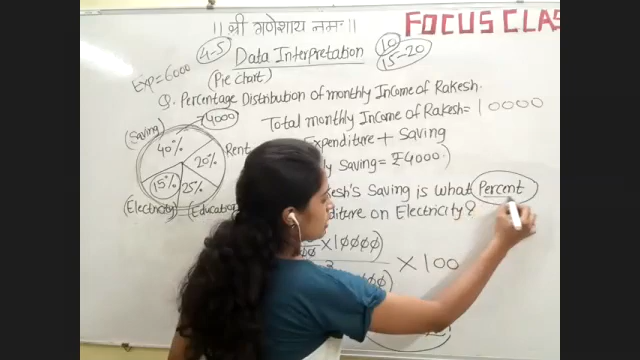 ।। श्री गणेशाय नमः ।।
FOCUS CLAS
4-5
Data Interpretation
10
15-20
Exp=6000
(Pie chart)
Q. Percentage Distribution of monthly Income of Rakesh.
₹4000
Total monthly Income of Rakesh= 10000
(Saving)
40%
20%
Rent
15%
25%
(Electricity)
(Education
Expenditure + Saving
Saving= ₹4000.)
Saving is what Percent
on Electricity?
×10000
× 100